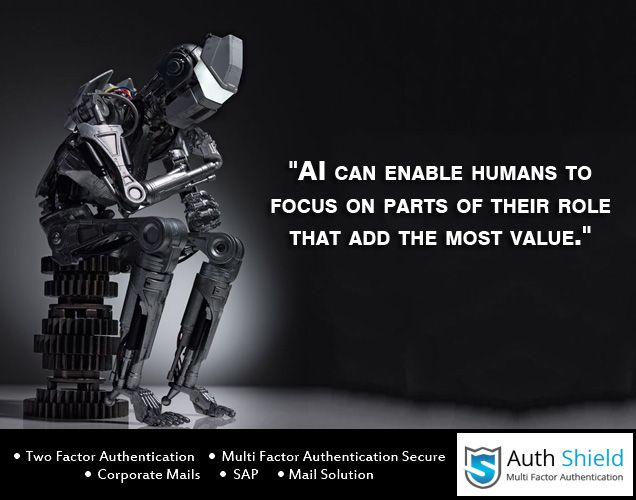 "AI CAN ENABLE HUMANS TO
FOCUS ON PARTS OF THEIR ROLE
THAT ADD THE MOST VALUE."
• Two Factor Authentication • Multi Factor Authentication Secure
• Corporate Mails • SAP • Mail Solution
S
Auth Shield
Multi Factor Authentication